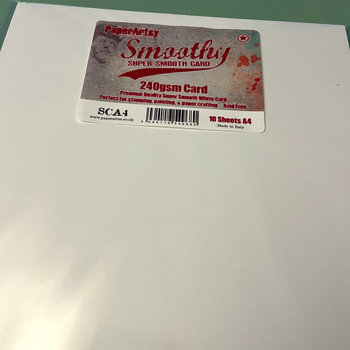 PaperArtsy
Smoothy
SUPER SMOOTH CARD
240gsm Card
Premium Quality Super Smooth White Card
Perfect for stamping, painting, & paper crafting - Acid free
SCA4
www.paperartsy.co.uk
10 Sheets A4
Made in Italy